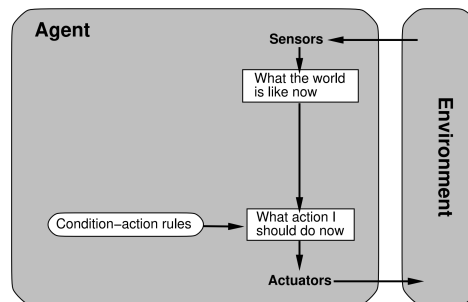 Agent
Sensors
What the world
is like now
Environment
Condition−action rules
What action I
should do now
Actuators